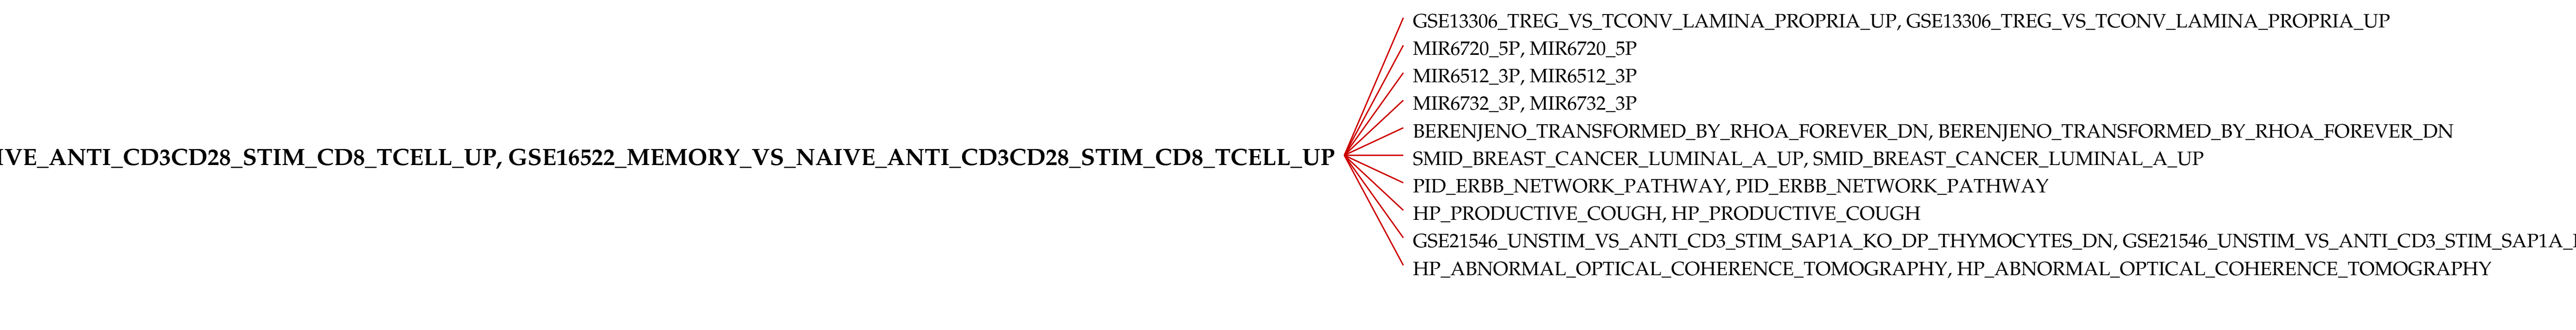 GSE13306_TREG_VS_TCONV_LAMINA_PROPRIA_UP, GSE13306_TREG_VS_TCONV_LAMINA_PROPRIA_UP
MIR6720_5P, MIR6720_5P
MIR6512_3P, MIR6512_3P
MIR6732_3P, MIR6732_3P
BERENJENO_TRANSFORMED_BY_RHOA_FOREVER_DN, BERENJENO_TRANSFORMED_BY_RHOA_FOREVER_DN
IVE_ANTI_CD3CD28_STIM_CD8_TCELL_UP, GSE16522_MEMORY_VS_NAIVE_ANTI_CD3CD28_STIM_CD8_TCELL_UP
SMID_BREAST_CANCER_LUMINAL_A_UP, SMID_BREAST_CANCER_LUMINAL_A_UP
PID_ERBB_NETWORK_PATHWAY, PID_ERBB_NETWORK_PATHWAY
HP_PRODUCTIVE_COUGH, HP_PRODUCTIVE_COUGH
GSE21546_UNSTIM_VS_ANTI_CD3_STIM_SAP1A_KO_DP_THYMOCYTES_DN, GSE21546_UNSTIM_VS_ANTI_CD3_STIM_SAP1A_
HP_ABNORMAL_OPTICAL_COHERENCE_TOMOGRAPHY, HP_ABNORMAL_OPTICAL_COHERENCE_TOMOGRAPHY